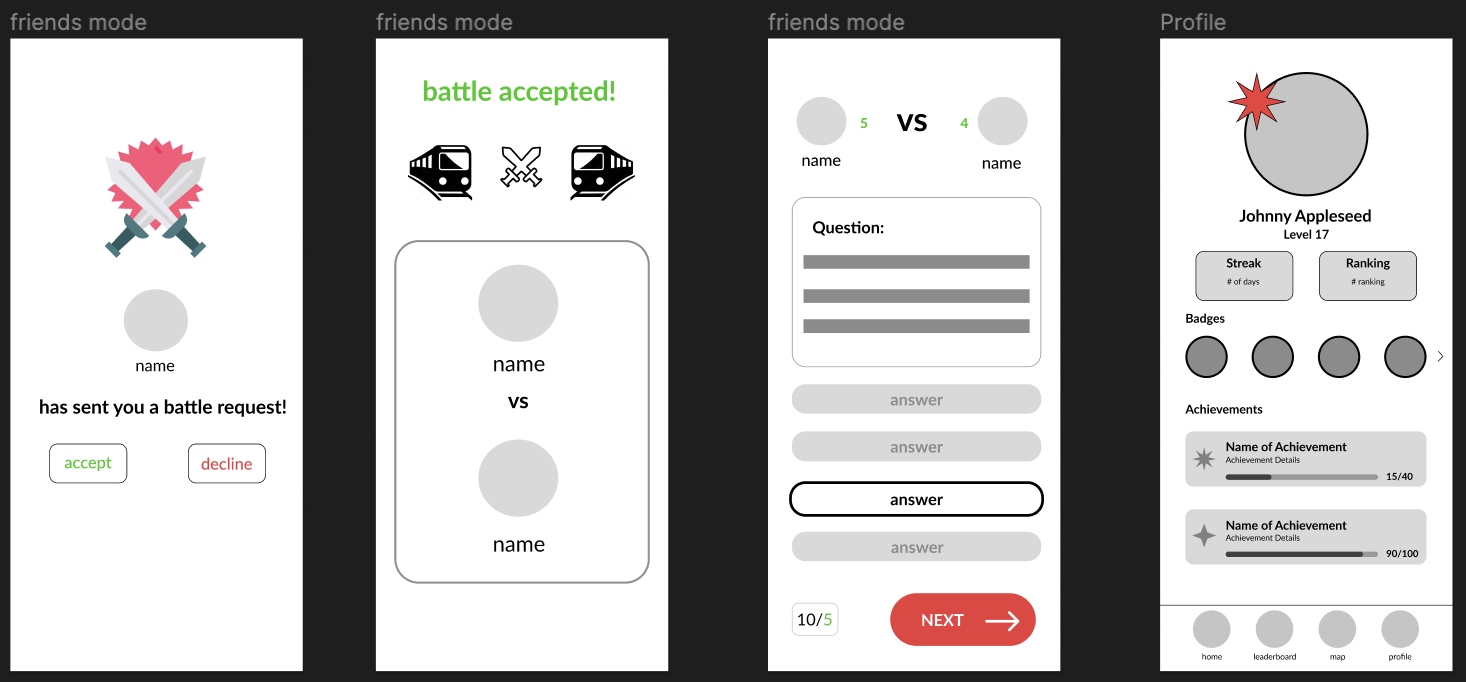 friends mode
name
has sent you a battle request!
accept
decline
friends mode
battle accepted!
name
vs
name
friends mode
5
VS
4
name
name
Question:
answer
answer
answer
answer
10/5
NEXT
Profile
Johnny Appleseed
Level 17
Streak
# of days
Ranking
# ranking
Badges
Achievements
Name of Achievement
Achievement Details
15/40
Name of Achievement
Achievement Details
90/100
home
leaderboard
map
profile